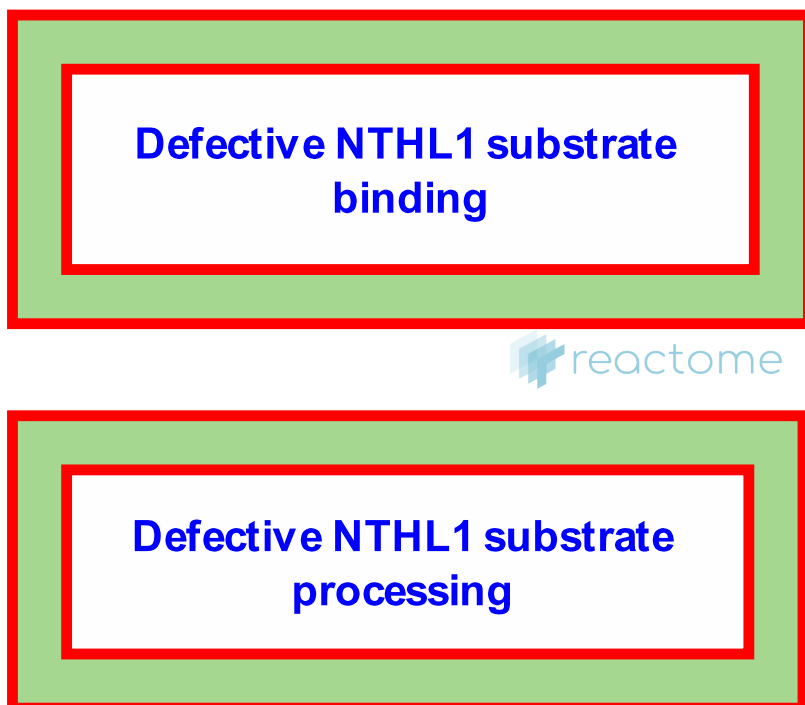 Defective NTHL1 substrate
binding
reactome
Defective NTHL1 substrate
processing